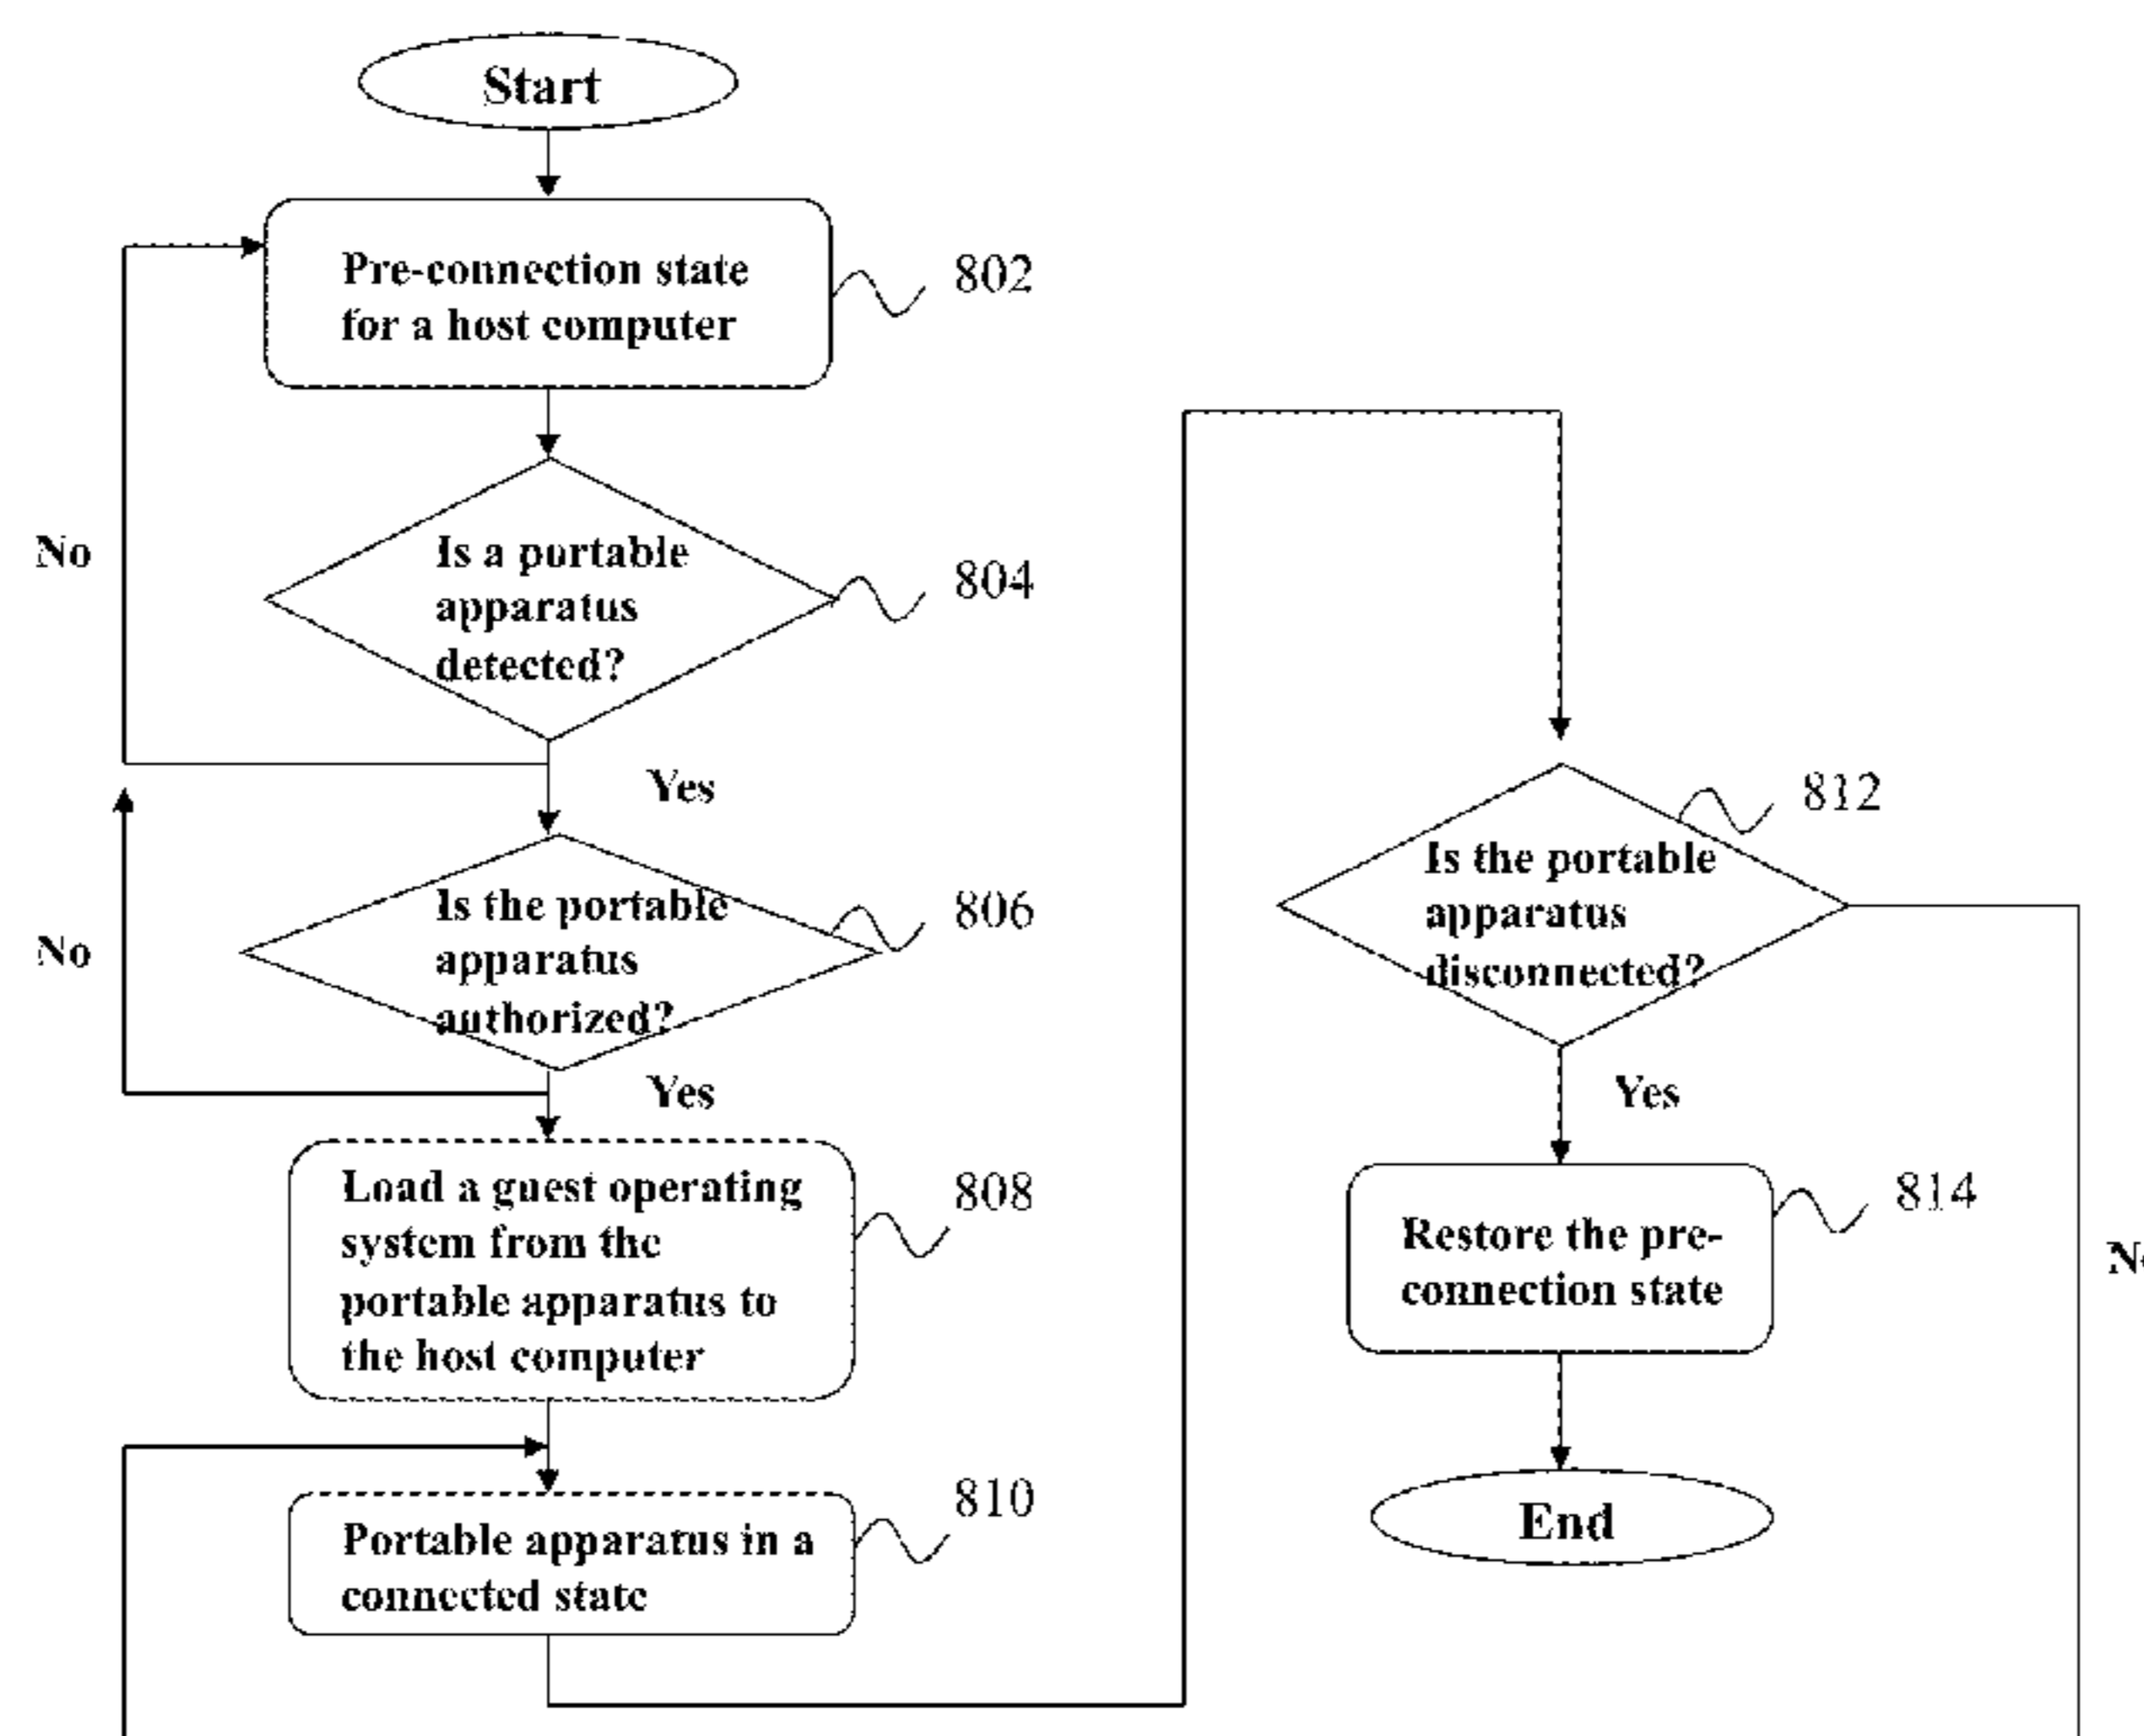 Start
Pre-connection state
for a host computer
802
No
Is a portable
apparatus
detected?
804
Yes
No
Is the portable
apparatus
authorized?
806
Yes
Load a guest operating
system from the
portable apparatus to
the host computer
808
Portable apparatus in a
connected state
810
Is the portable
apparatus
disconnected?
812
Yes
Restore the pre-
connection state
814
End